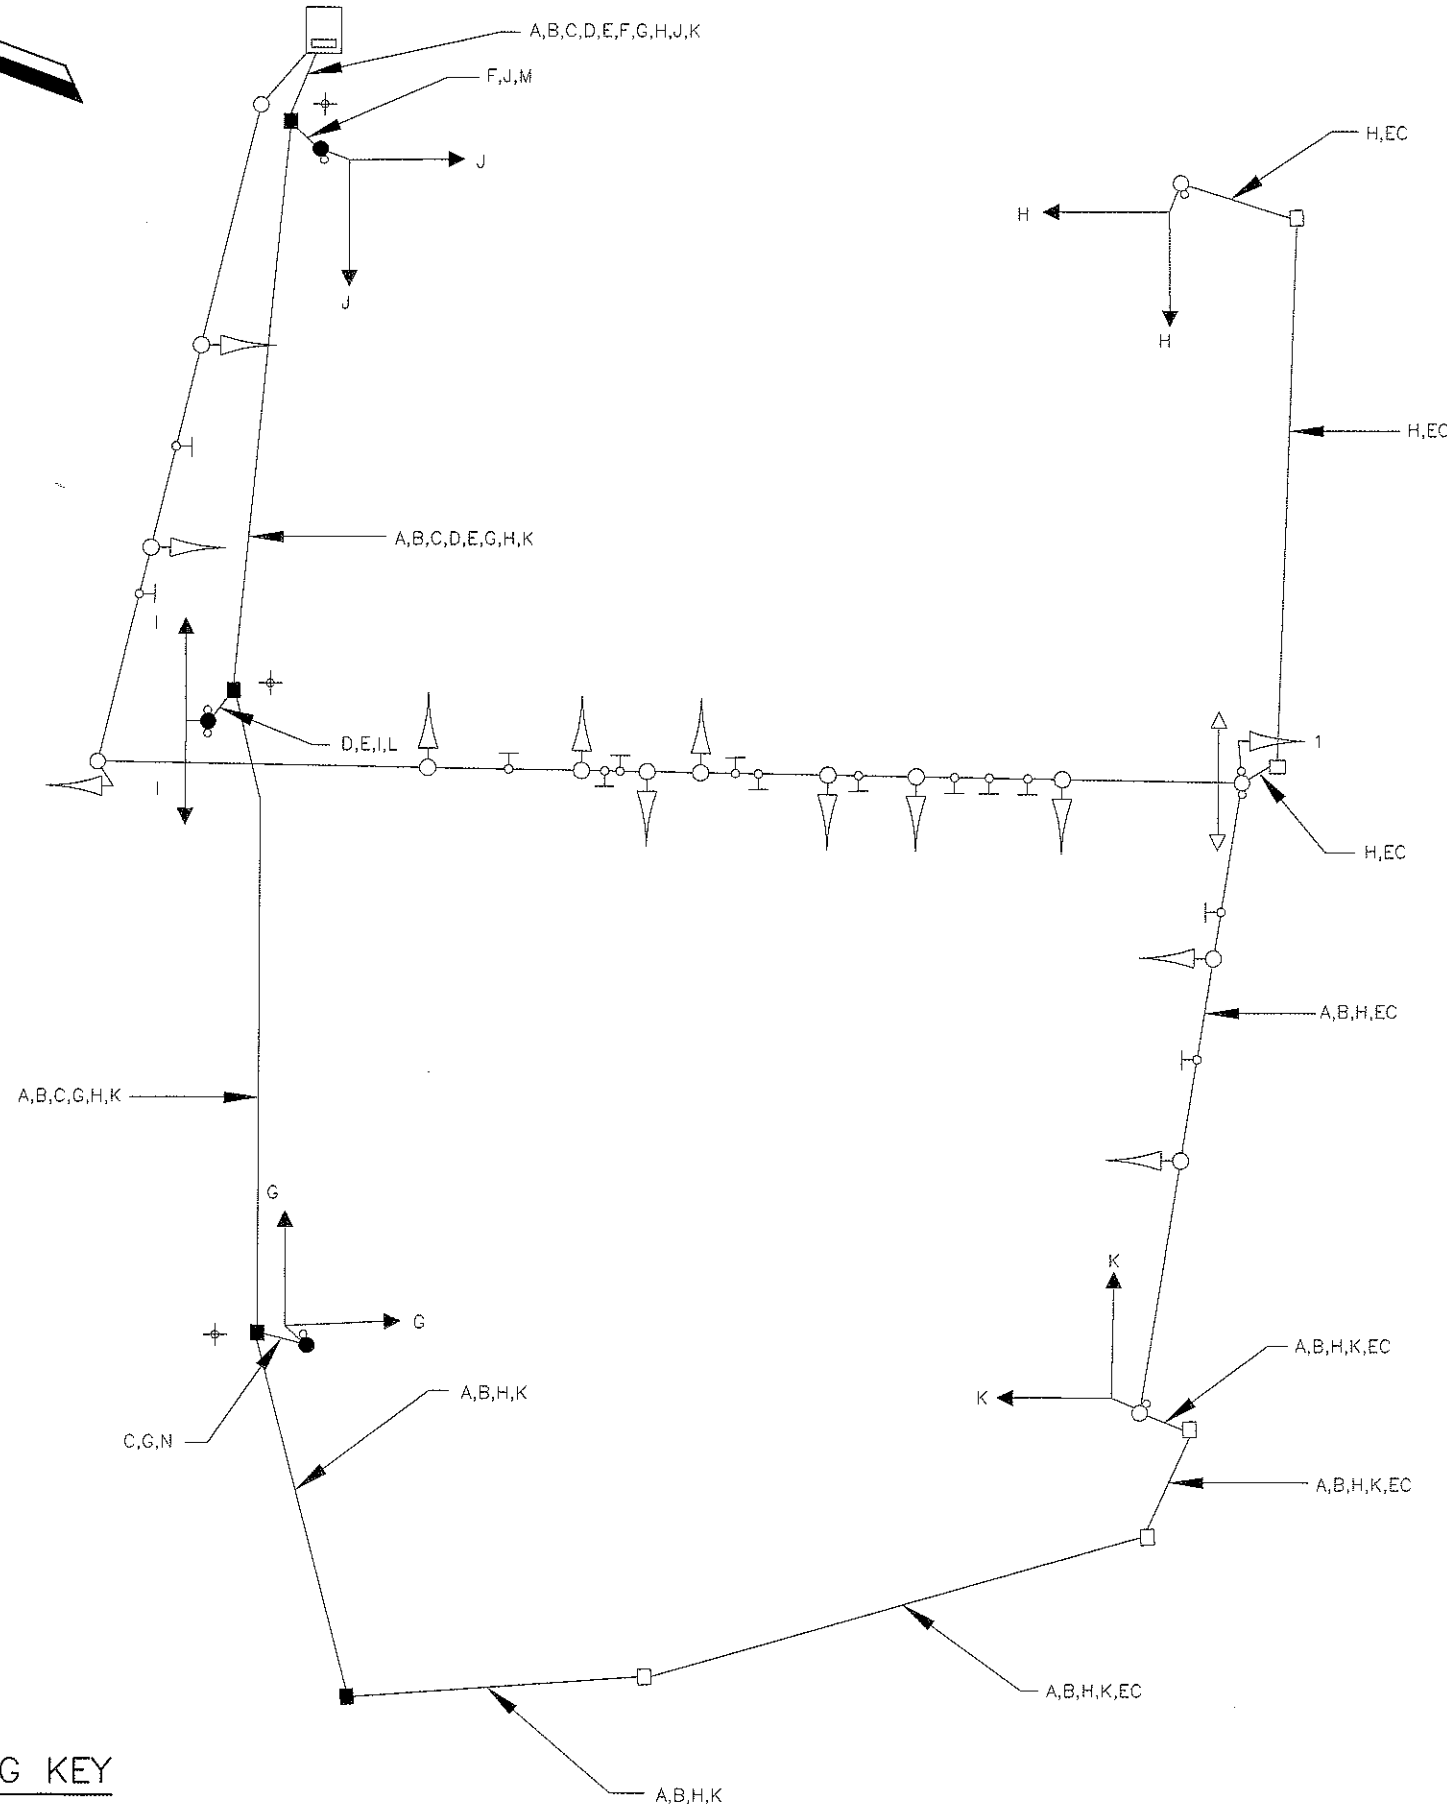 A,B,C,D,E,F,G,H,J,K
F,J,M
H,EC
J
H
J
H
H,EC
A,B,C,D,E,G,H,K
I
D,E,I,L
1
I
H,EC
A,B,H,EC
A,B,C,G,H,K
G
K
G
A,B,H,K,EC
A,B,H,K
K
C,G,N
A,B,H,K,EC
A,B,H,K,EC
G KEY
A,B,H,K